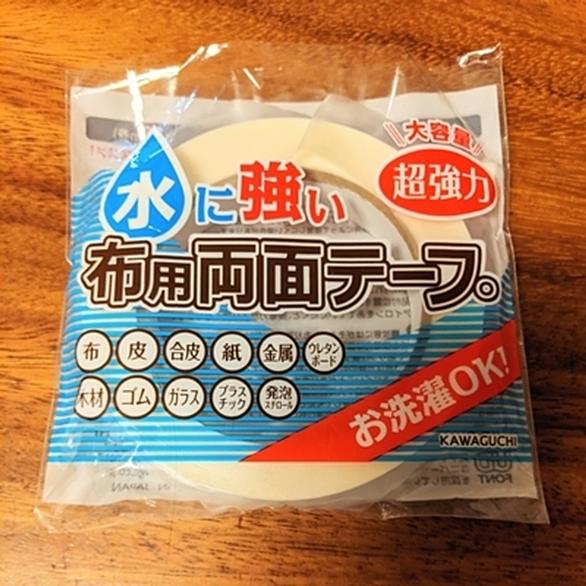 大容量
超強力
水に強い
布用両面テープ。
布 皮 合皮 紙 金属 ウレタンボード
木材 ゴム ガラス プラスチック 発泡スチロール
お洗濯OK!
KAWAGUCHI
UD
FONT
JAPAN